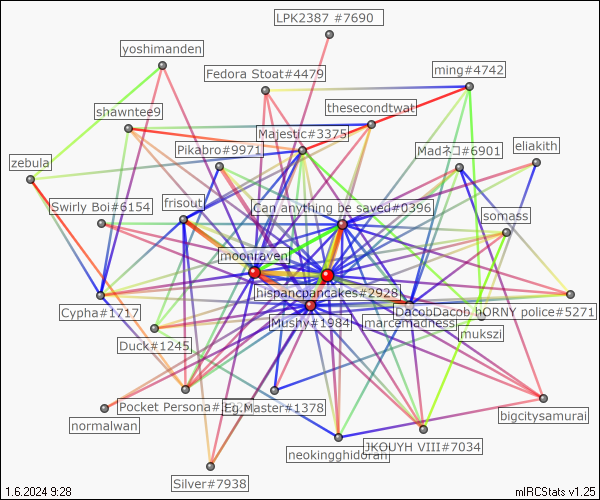 LPK2387 #7690
yoshimanden
Fedora Stoat#4479
ming#4742
shawntee9
thesecondtwat
Majestic#3375
Pikabro#9971
Madネコ#6901
eliakith
zebula
Swirly Boi#6154
frisout
Can anything be saved#0396
somass
moonraven
hispancpancakes#2928
Cypha#1717
Mushy#1984
marcemadness
DacobDacob
hORNY police#5271
mukszi
Duck#1245
Pocket Persona#
Eg.Master#1378
bigcitysamurai
normalwan
neokingghidoran
JKOUYH VIII#7034
Silver#7938
1.6.2024 9:28
mIRCStats v1.25